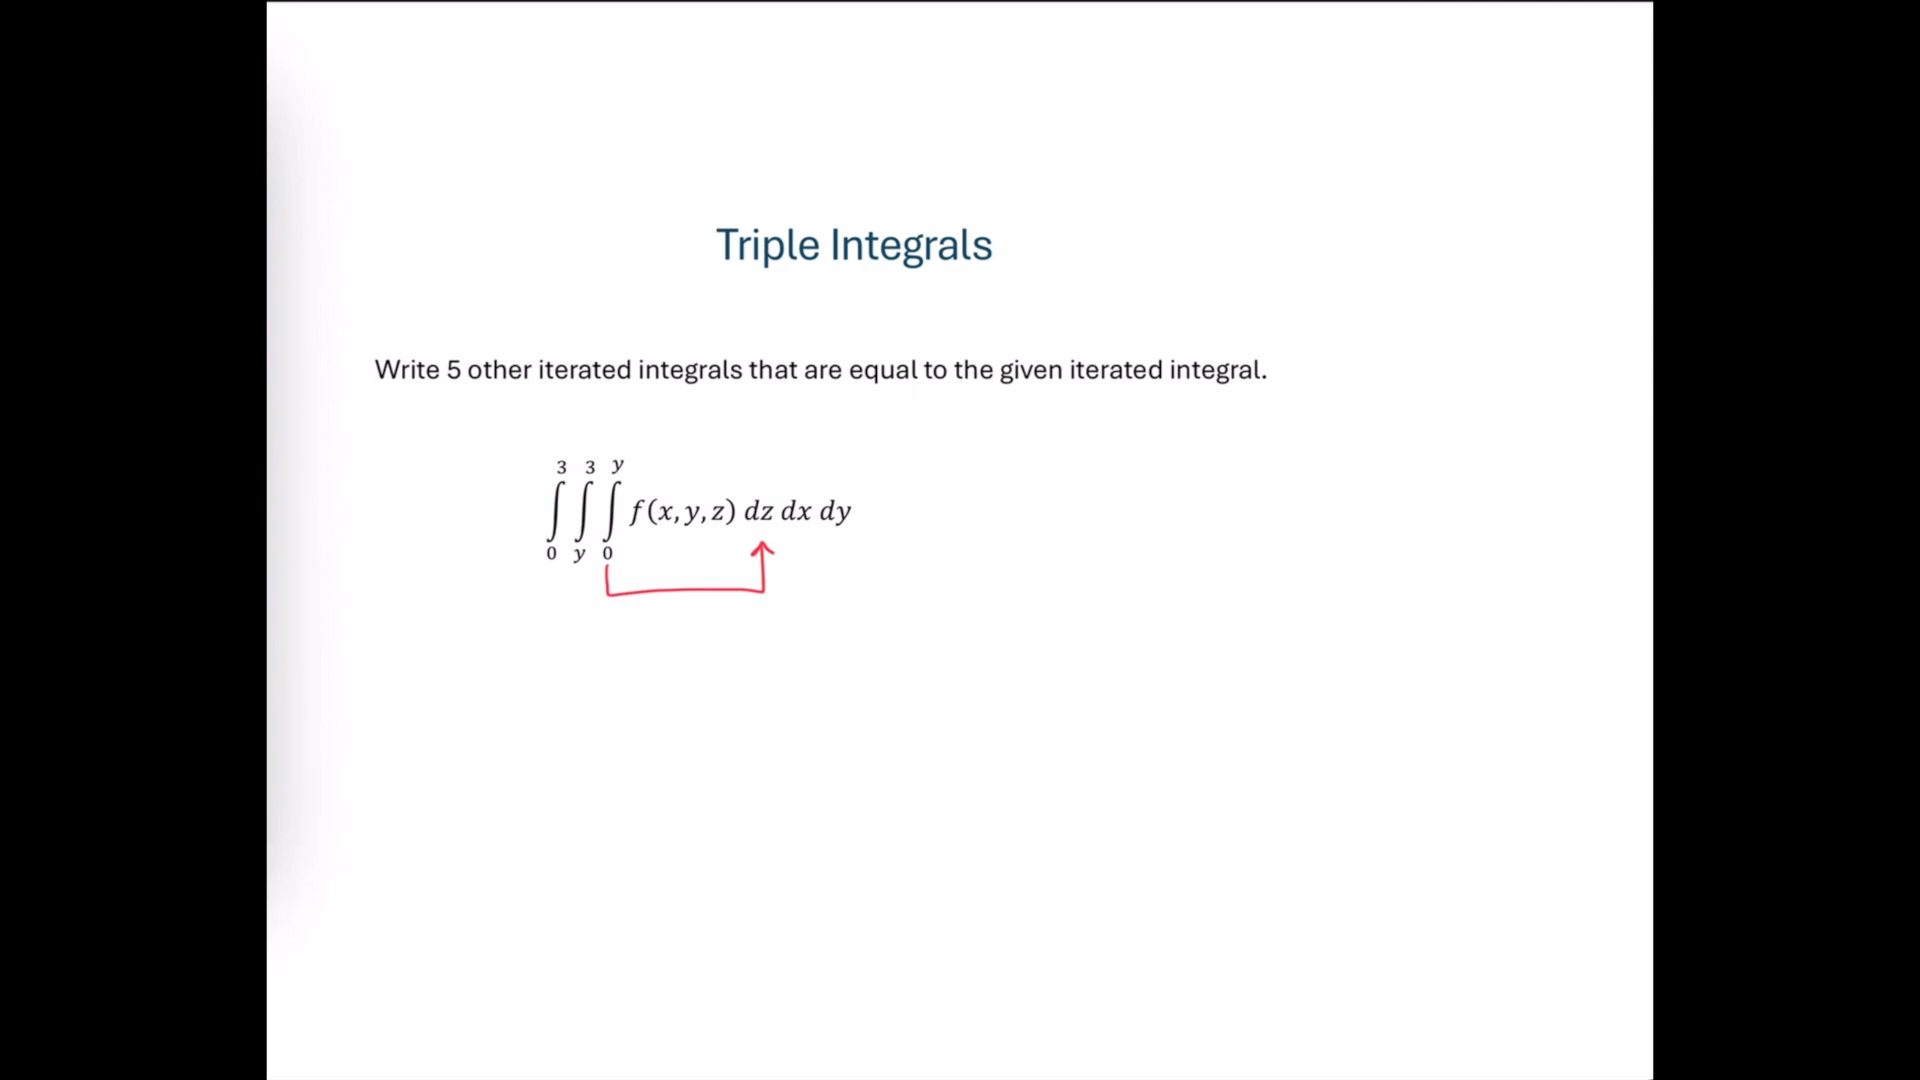 Triple Integrals
Write 5 other iterated integrals that are equal to the given iterated integral.
3 3 y
∫ ∫ ∫ f(x, y, z) dz dx dy
0 y 0